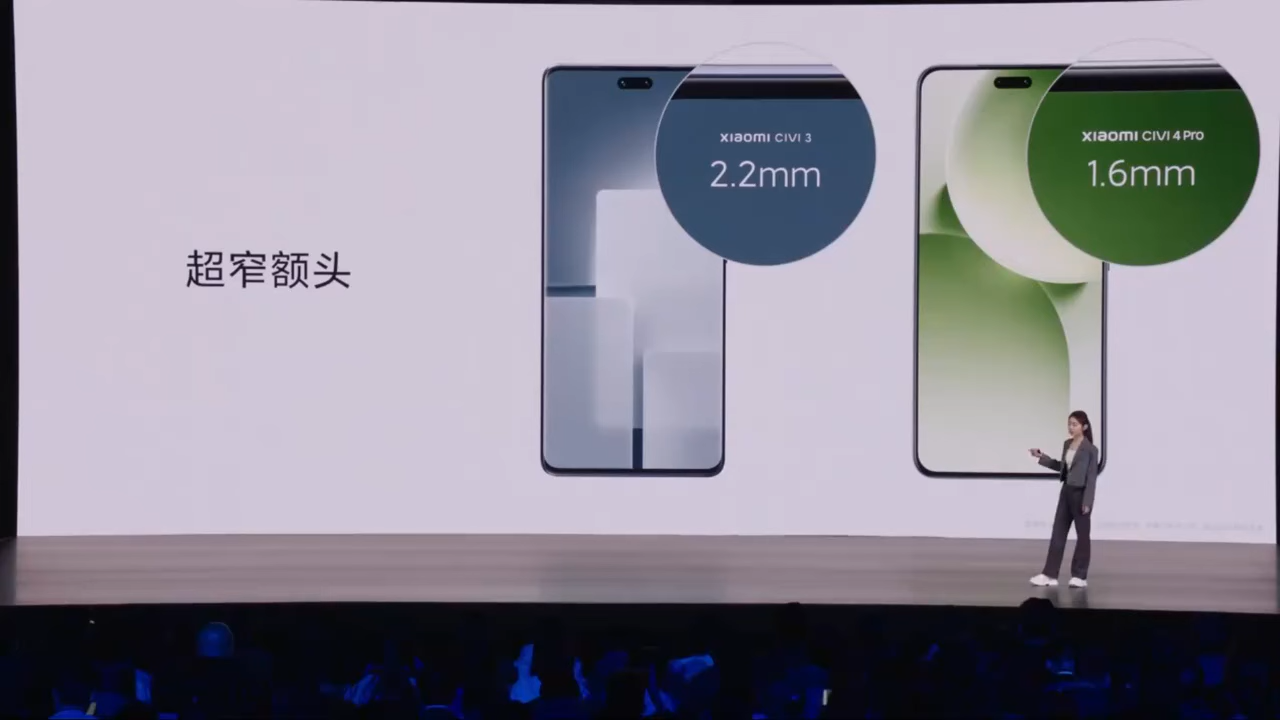 超窄额头
xiaomi CIVI 3
2.2mm
xiaomi CIVI 4 Pro
1.6mm